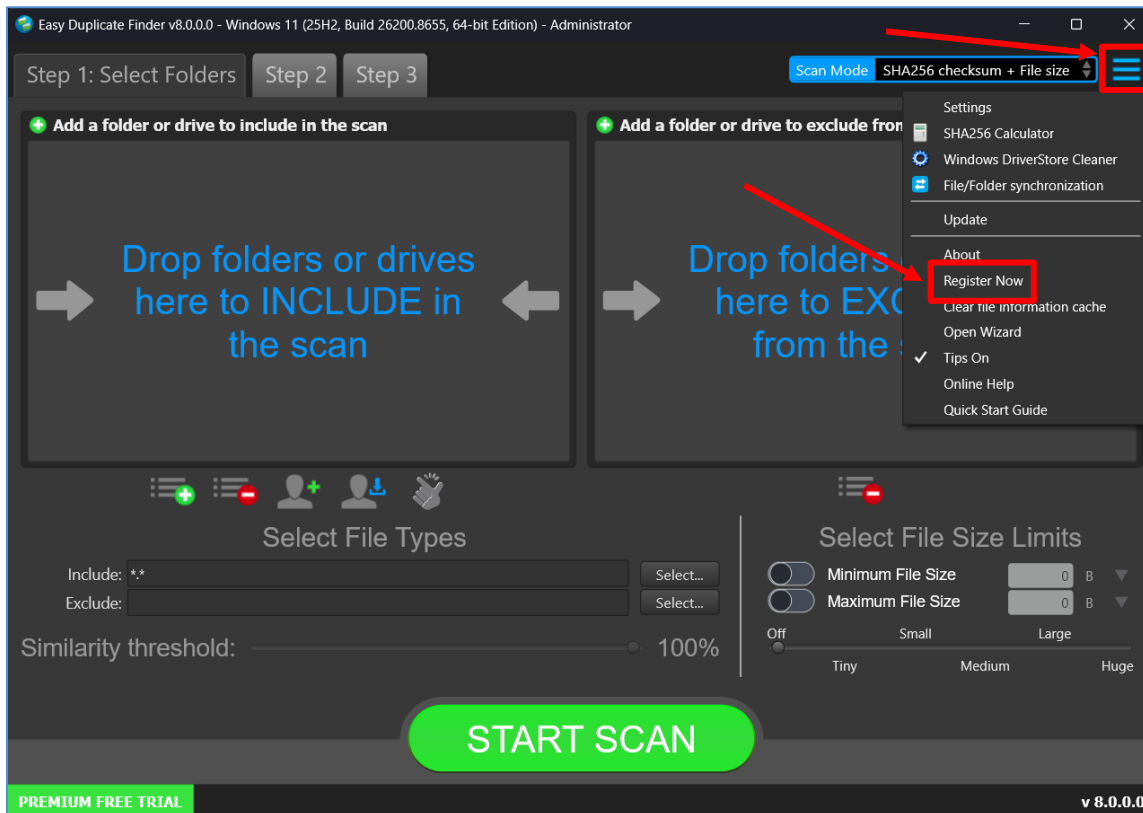 Easy Duplicate Finder v8.0.0.0 - Windows 11 (25H2, Build 26200.8655, 64-bit Edition) - Administrator
Step 1: Select Folders
Step 2
Step 3
Scan Mode
SHA256 checksum + File size
Settings
SHA256 Calculator
Windows DriverStore Cleaner
File/Folder synchronization
Update
About
Register Now
Clear file information cache
Open Wizard
Tips On
Online Help
Quick Start Guide
Add a folder or drive to include in the scan
Drop folders or drives
here to INCLUDE in
the scan
Add a folder or drive to exclude from
Drop folders
here to EXC
from the
Select File Types
Include: *.*
Select...
Exclude:
Select...
Similarity threshold:
100%
Select File Size Limits
Minimum File Size
0 B
Maximum File Size
0 B
Off
Small
Large
Tiny
Medium
Huge
START SCAN
PREMIUM FREE TRIAL
v 8.0.0.0